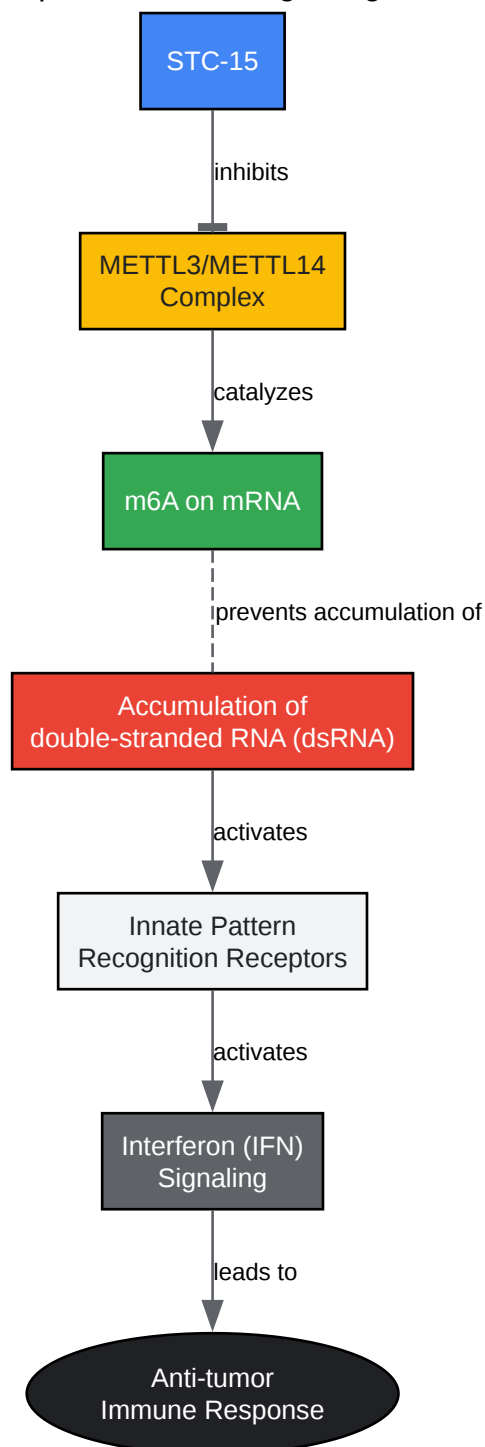 STC-15
inhibits
METTL3/METTL14
Complex
catalyzes
m6A on mRNA
prevents accumulation of
Accumulation of
double-stranded RNA (dsRNA)
activates
Innate Pattern
Recognition Receptors
activates
Interferon (IFN)
Signaling
leads to
Anti-tumor
Immune Response